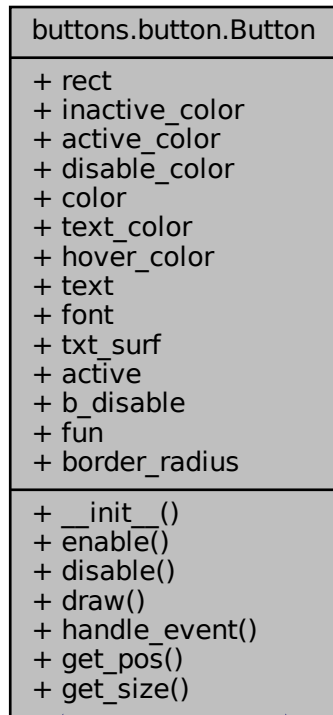 buttons.button.Button
+ rect
+ inactive_color
+ active_color
+ disable_color
+ color
+ text_color
+ hover_color
+ text
+ font
+ txt_surf
+ active
+ b_disable
+ fun
+ border_radius
+ __init__()
+ enable()
+ disable()
+ draw()
+ handle_event()
+ get_pos()
+ get_size()